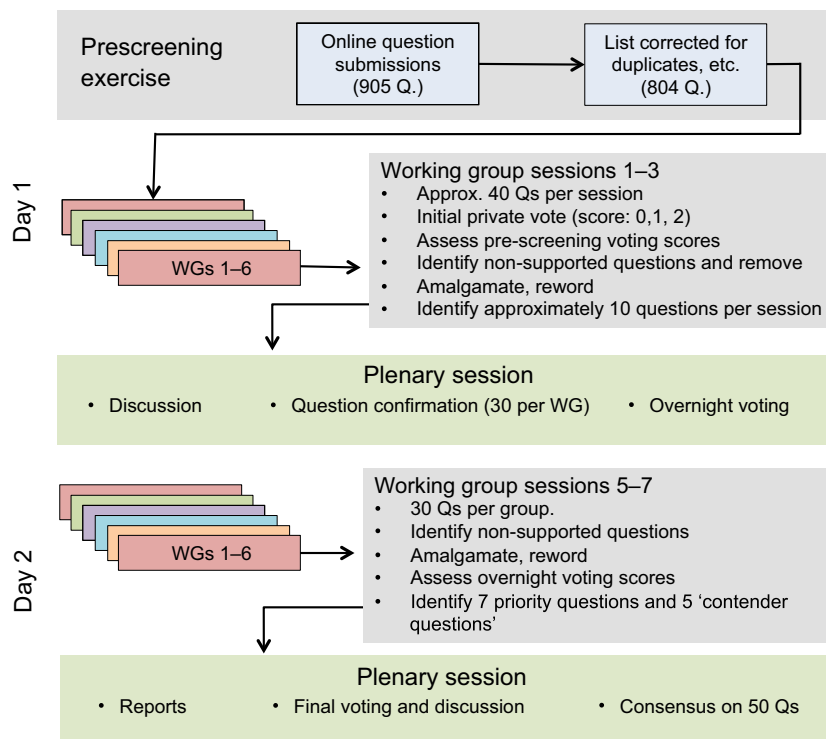 Prescreening
exercise
Online question
submissions
(905 Q.)
List corrected for
duplicates, etc.
(804 Q.)
Day 1
WGs 1–6
Working group sessions 1–3
• Approx. 40 Qs per session
• Initial private vote (score: 0,1, 2)
• Assess pre-screening voting scores
• Identify non-supported questions and remove
• Amalgamate, reword
• Identify approximately 10 questions per session
Plenary session
• Discussion • Question confirmation (30 per WG) • Overnight voting
Day 2
WGs 1–6
Working group sessions 5–7
• 30 Qs per group.
• Identify non-supported questions
• Amalgamate, reword
• Assess overnight voting scores
• Identify 7 priority questions and 5 ‘contender
questions’
Plenary session
• Reports • Final voting and discussion • Consensus on 50 Qs